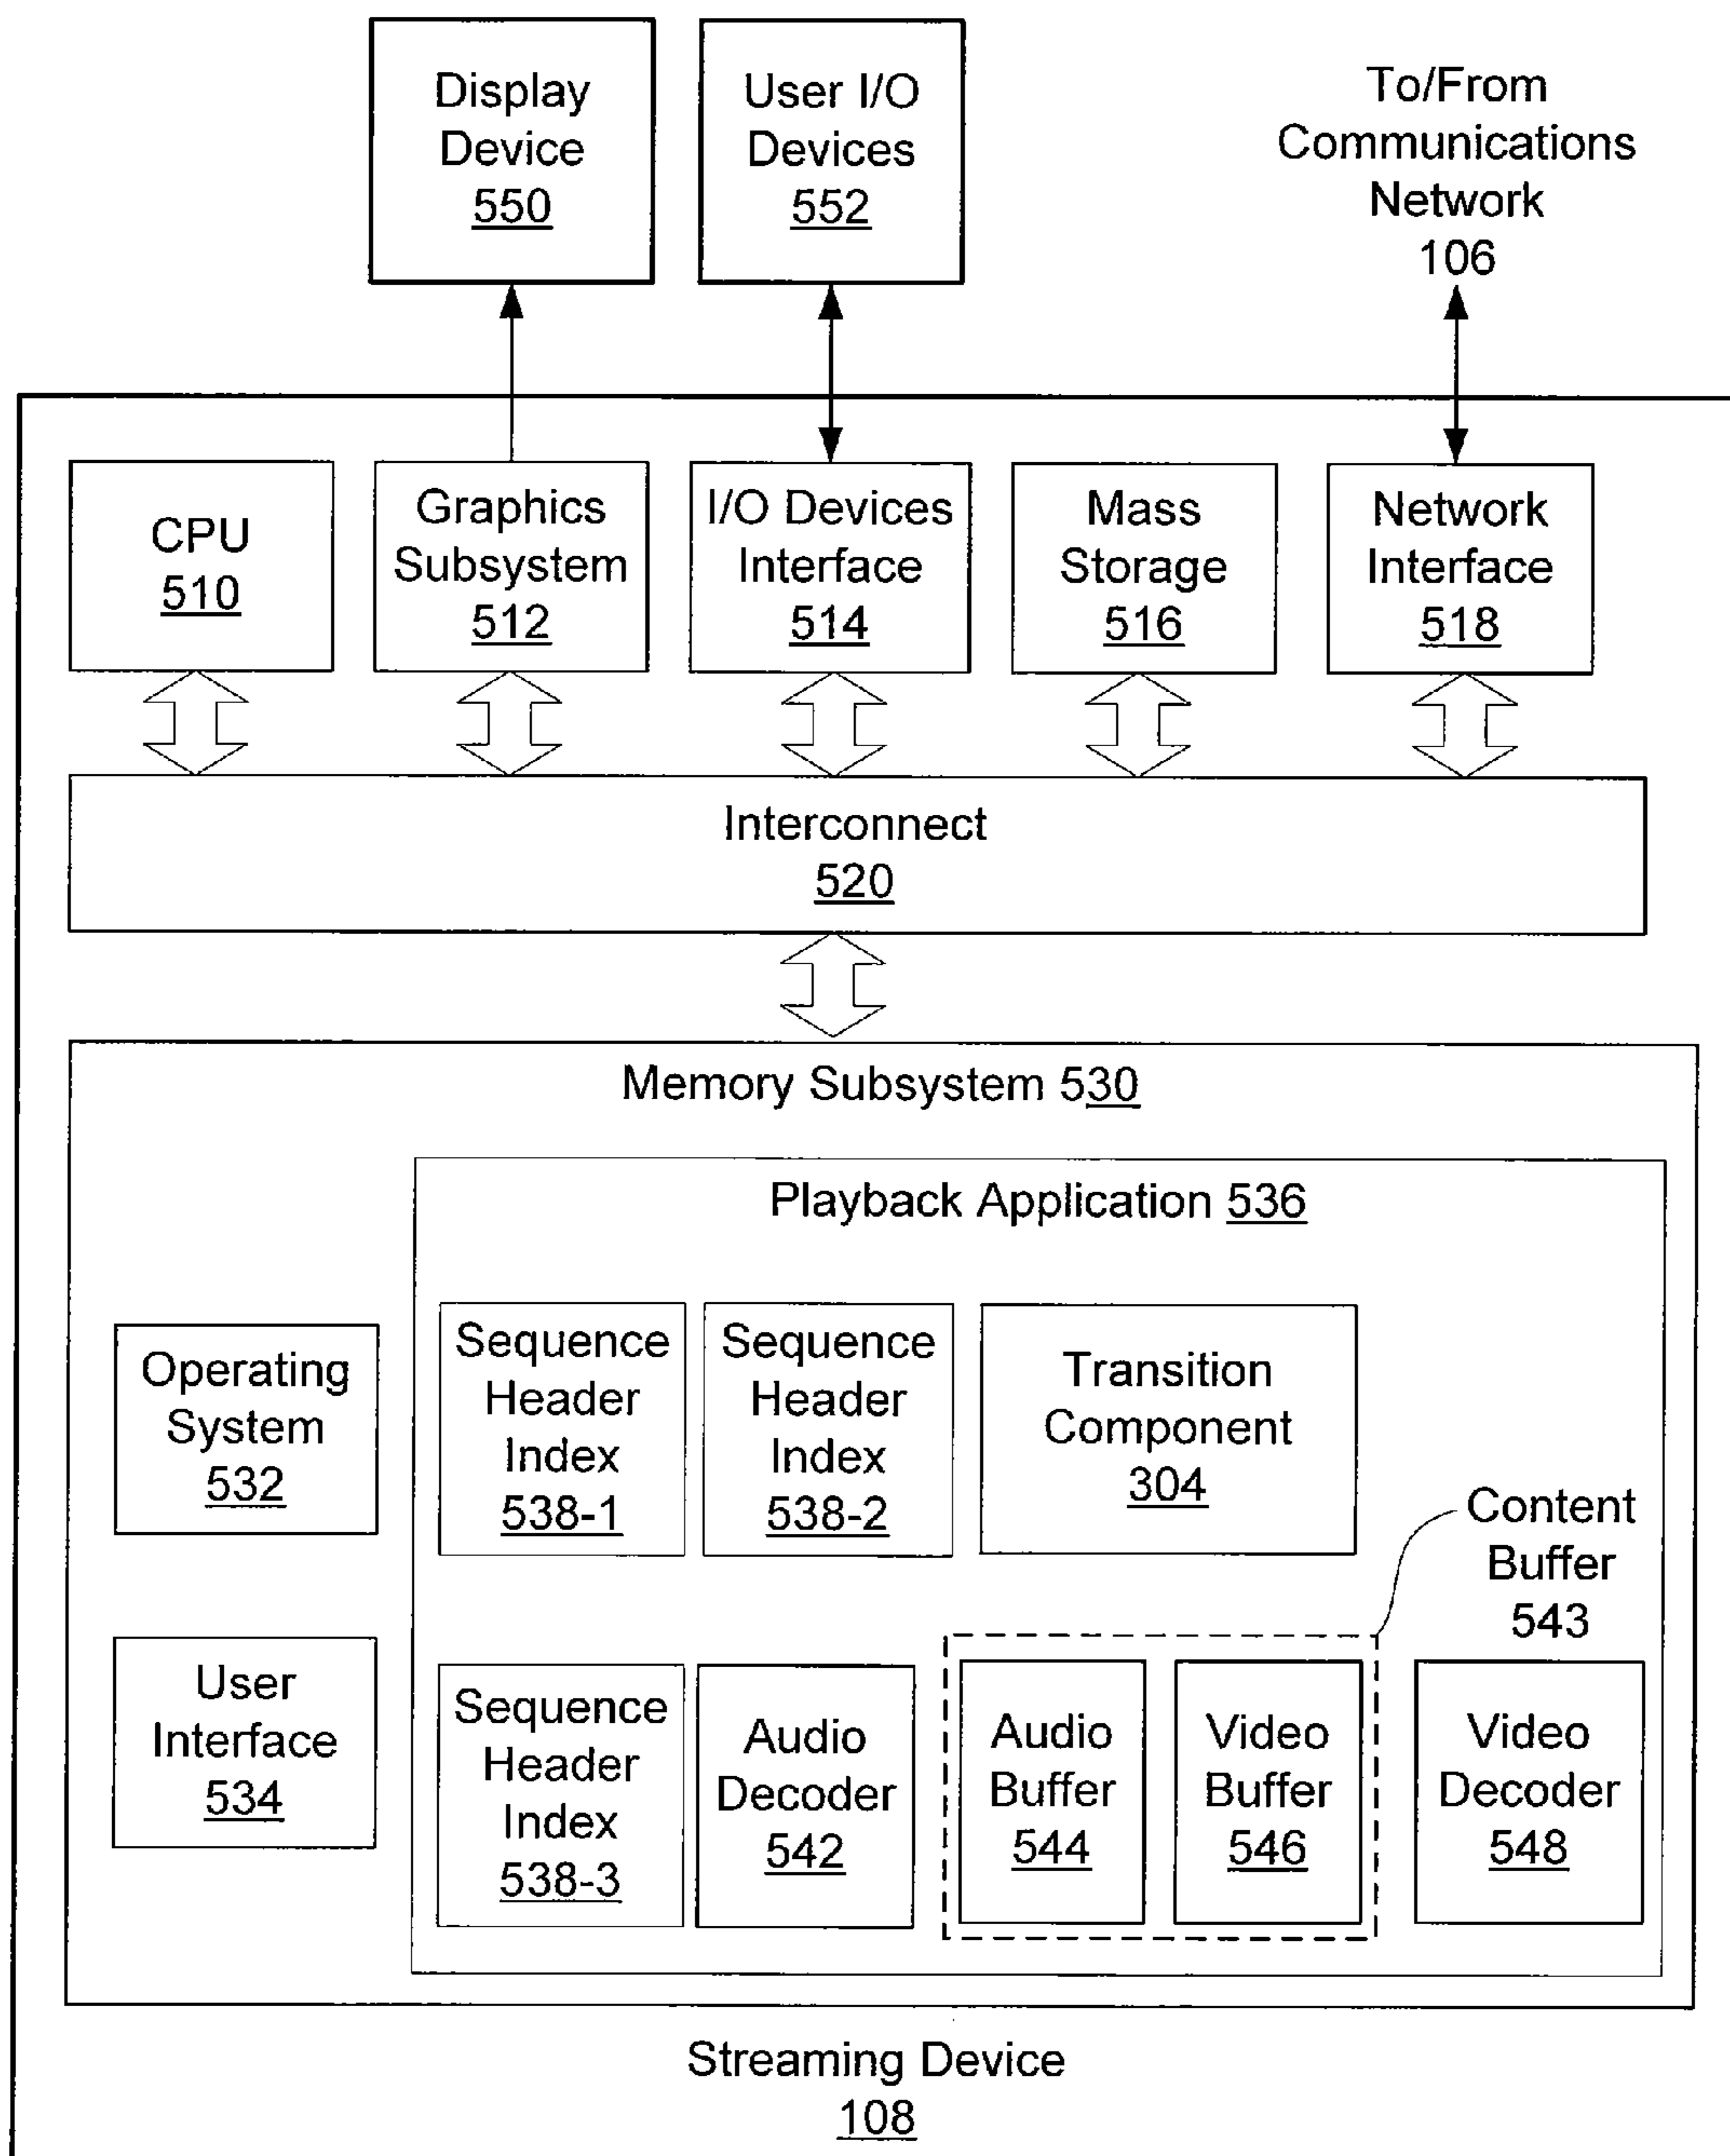 Display
Device
550
User I/O
Devices
552
To/From
Communications
Network
106
CPU
510
Graphics
Subsystem
512
I/O Devices
Interface
514
Mass
Storage
516
Network
Interface
518
Interconnect
520
Memory Subsystem 530
Playback Application 536
Operating
System
532
Sequence
Header
Index
538-1
Sequence
Header
Index
538-2
Transition
Component
304
Content
Buffer
543
User
Interface
534
Sequence
Header
Index
538-3
Audio
Decoder
542
Audio
Buffer
544
Video
Buffer
546
Video
Decoder
548
Streaming Device
108